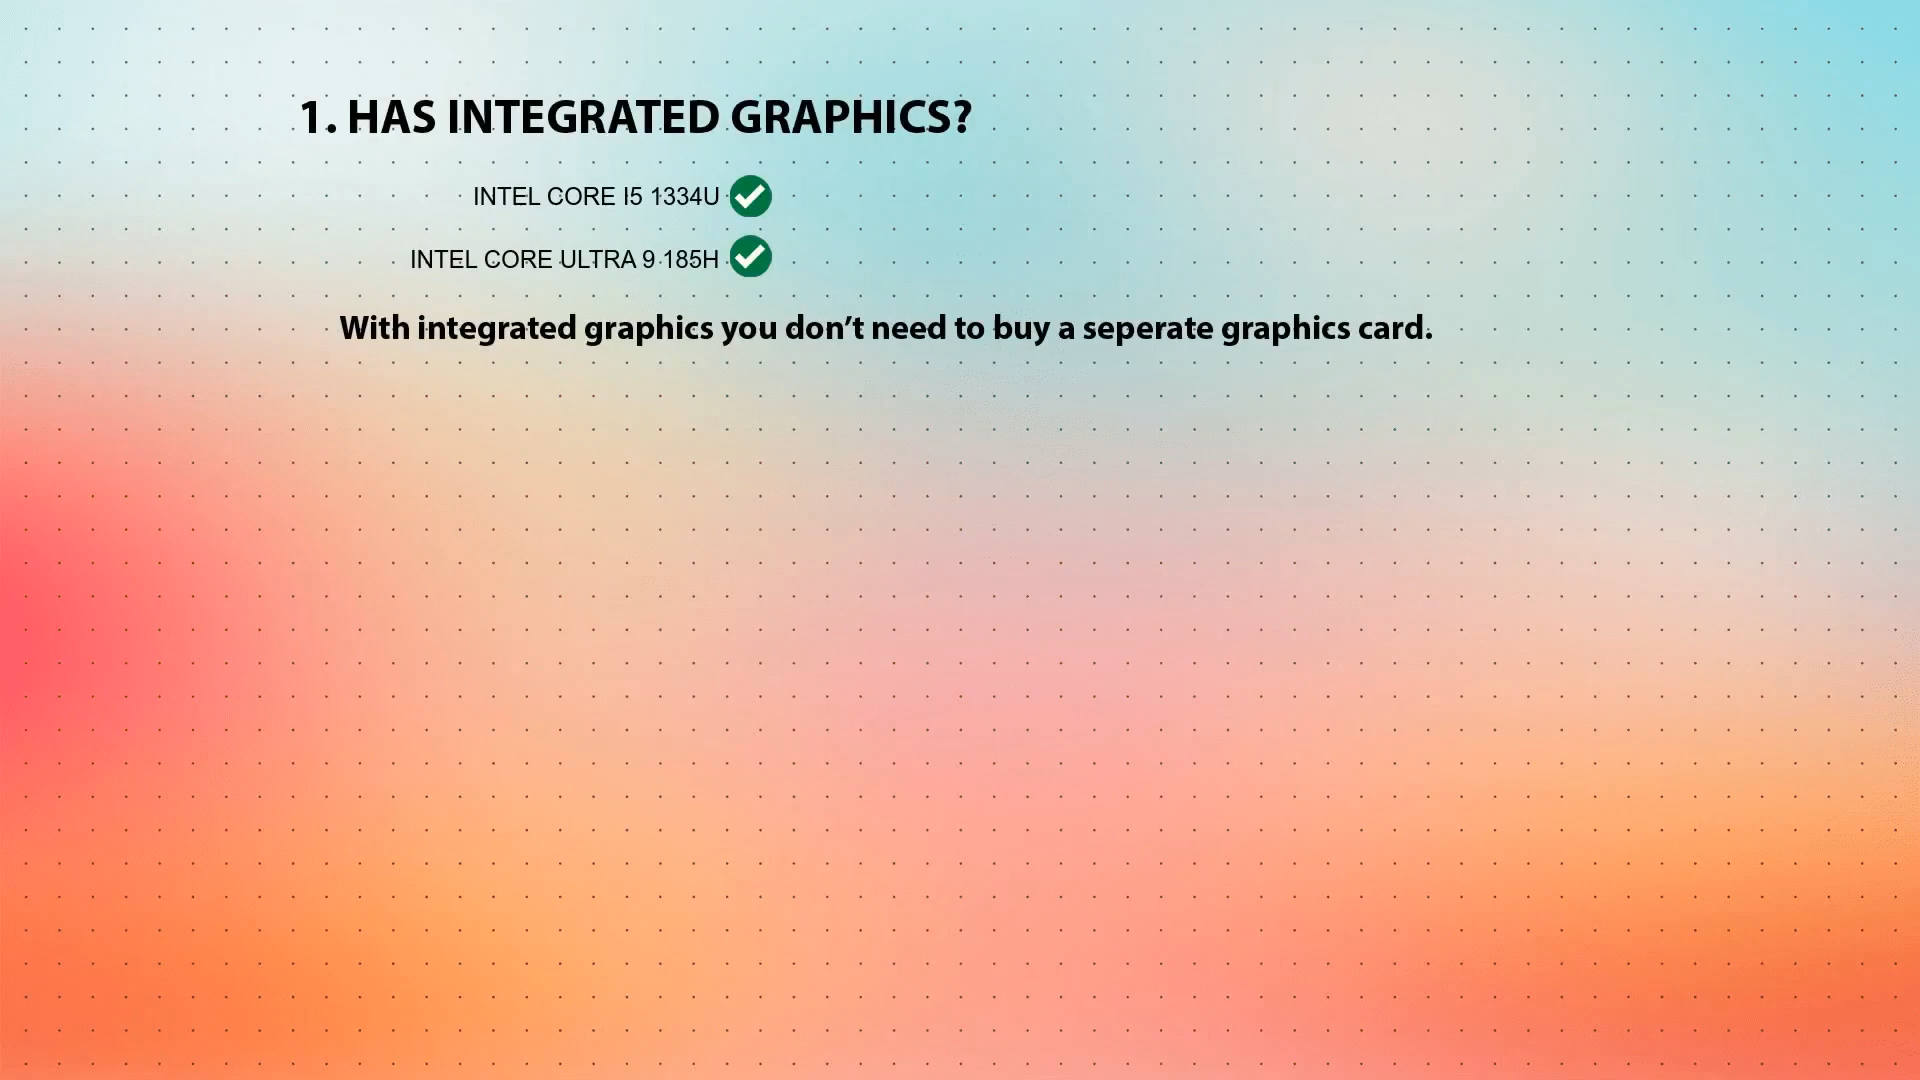 1. HAS INTEGRATED GRAPHICS?
INTEL CORE I5 1334U
INTEL CORE ULTRA 9 185H
With integrated graphics you don’t need to buy a seperate graphics card.